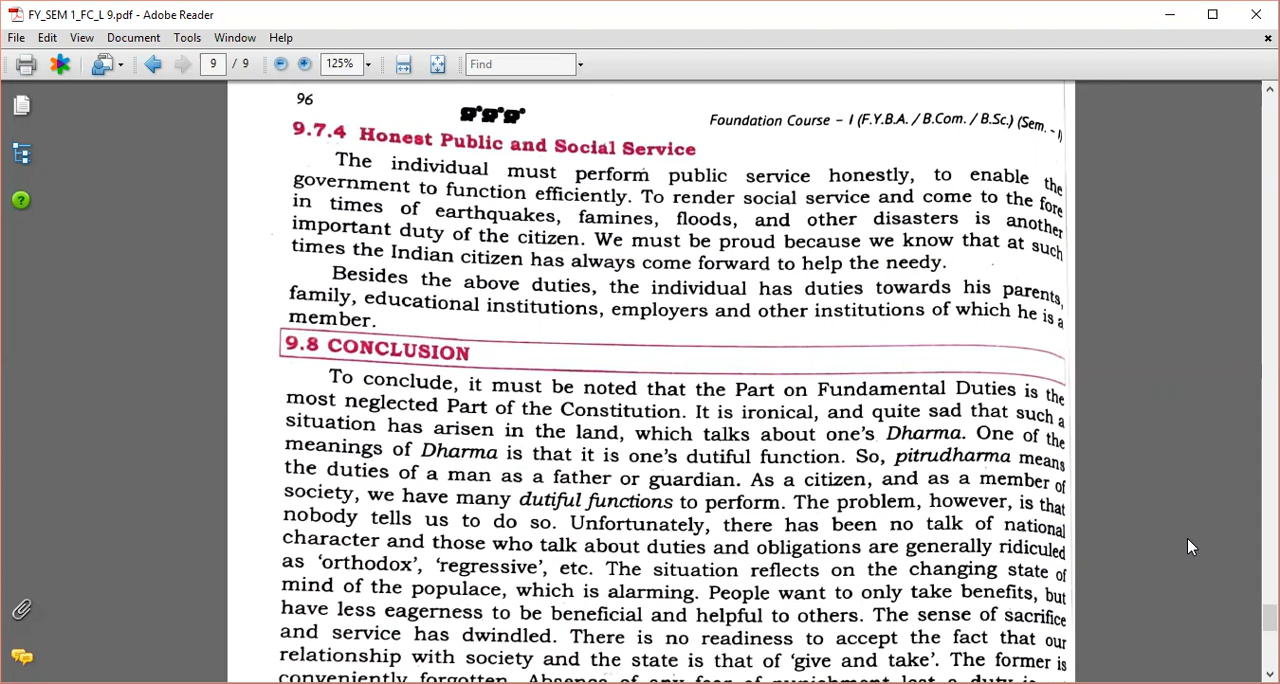 FY_SEM 1_FC_L 9.pdf - Adobe Reader
File Edit View Document Tools Window Help
9 / 9 125% Find
96
Foundation Course – I (F.Y.B.A. / B.Com. / B.Sc.) (Sem. - I)
9.7.4 Honest Public and Social Service
The individual must perform public service honestly, to enable the
government to function efficiently. To render social service and come to the fore
in times of earthquakes, famines, floods, and other disasters is another
important duty of the citizen. We must be proud because we know that at such
times the Indian citizen has always come forward to help the needy.
Besides the above duties, the individual has duties towards his parents,
family, educational institutions, employers and other institutions of which he is a
member.
9.8 CONCLUSION
To conclude, it must be noted that the Part on Fundamental Duties is the
most neglected Part of the Constitution. It is ironical, and quite sad that such a
situation has arisen in the land, which talks about one's Dharma. One of the
meanings of Dharma is that it is one's dutiful function. So, pitrudharma means
the duties of a man as a father or guardian. As a citizen, and as a member of
society, we have many dutiful functions to perform. The problem, however, is that
nobody tells us to do so. Unfortunately, there has been no talk of national
character and those who talk about duties and obligations are generally ridiculed
as 'orthodox', 'regressive', etc. The situation reflects on the changing state of
mind of the populace, which is alarming. People want to only take benefits, but
have less eagerness to be beneficial and helpful to others. The sense of sacrifice
and service has dwindled. There is no readiness to accept the fact that our
relationship with society and the state is that of 'give and take'. The former is
conveniently forgotten. Absence of any fear of punishment